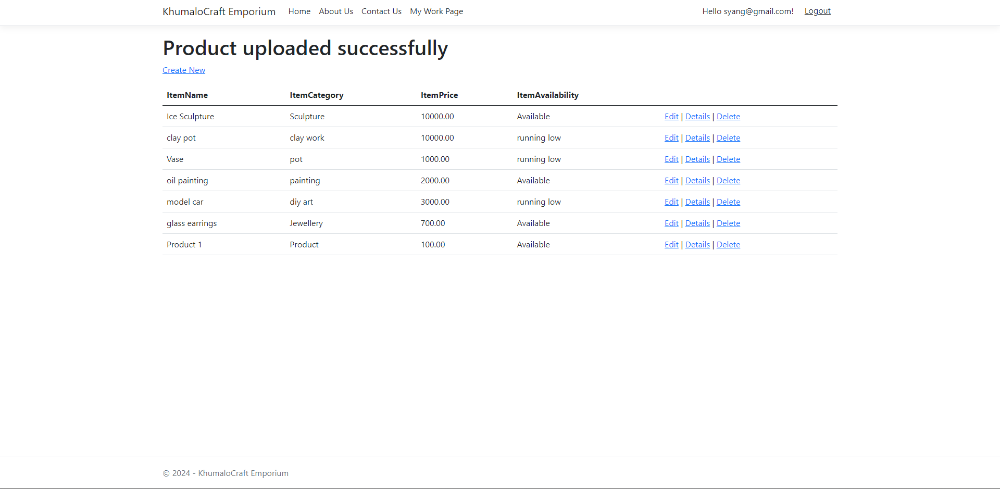 KhumaloCraft Emporium Home About Us Contact Us My Work Page Hello syang@gmail.com! Logout
Product uploaded successfully
Create New
ItemName ItemCategory ItemPrice ItemAvailability
Ice Sculpture Sculpture 10000.00 Available Edit | Details | Delete
clay pot clay work 10000.00 running low Edit | Details | Delete
Vase pot 1000.00 running low Edit | Details | Delete
oil painting painting 2000.00 Available Edit | Details | Delete
model car diy art 3000.00 running low Edit | Details | Delete
glass earrings Jewellery 700.00 Available Edit | Details | Delete
Product 1 Product 100.00 Available Edit | Details | Delete
© 2024 - KhumaloCraft Emporium